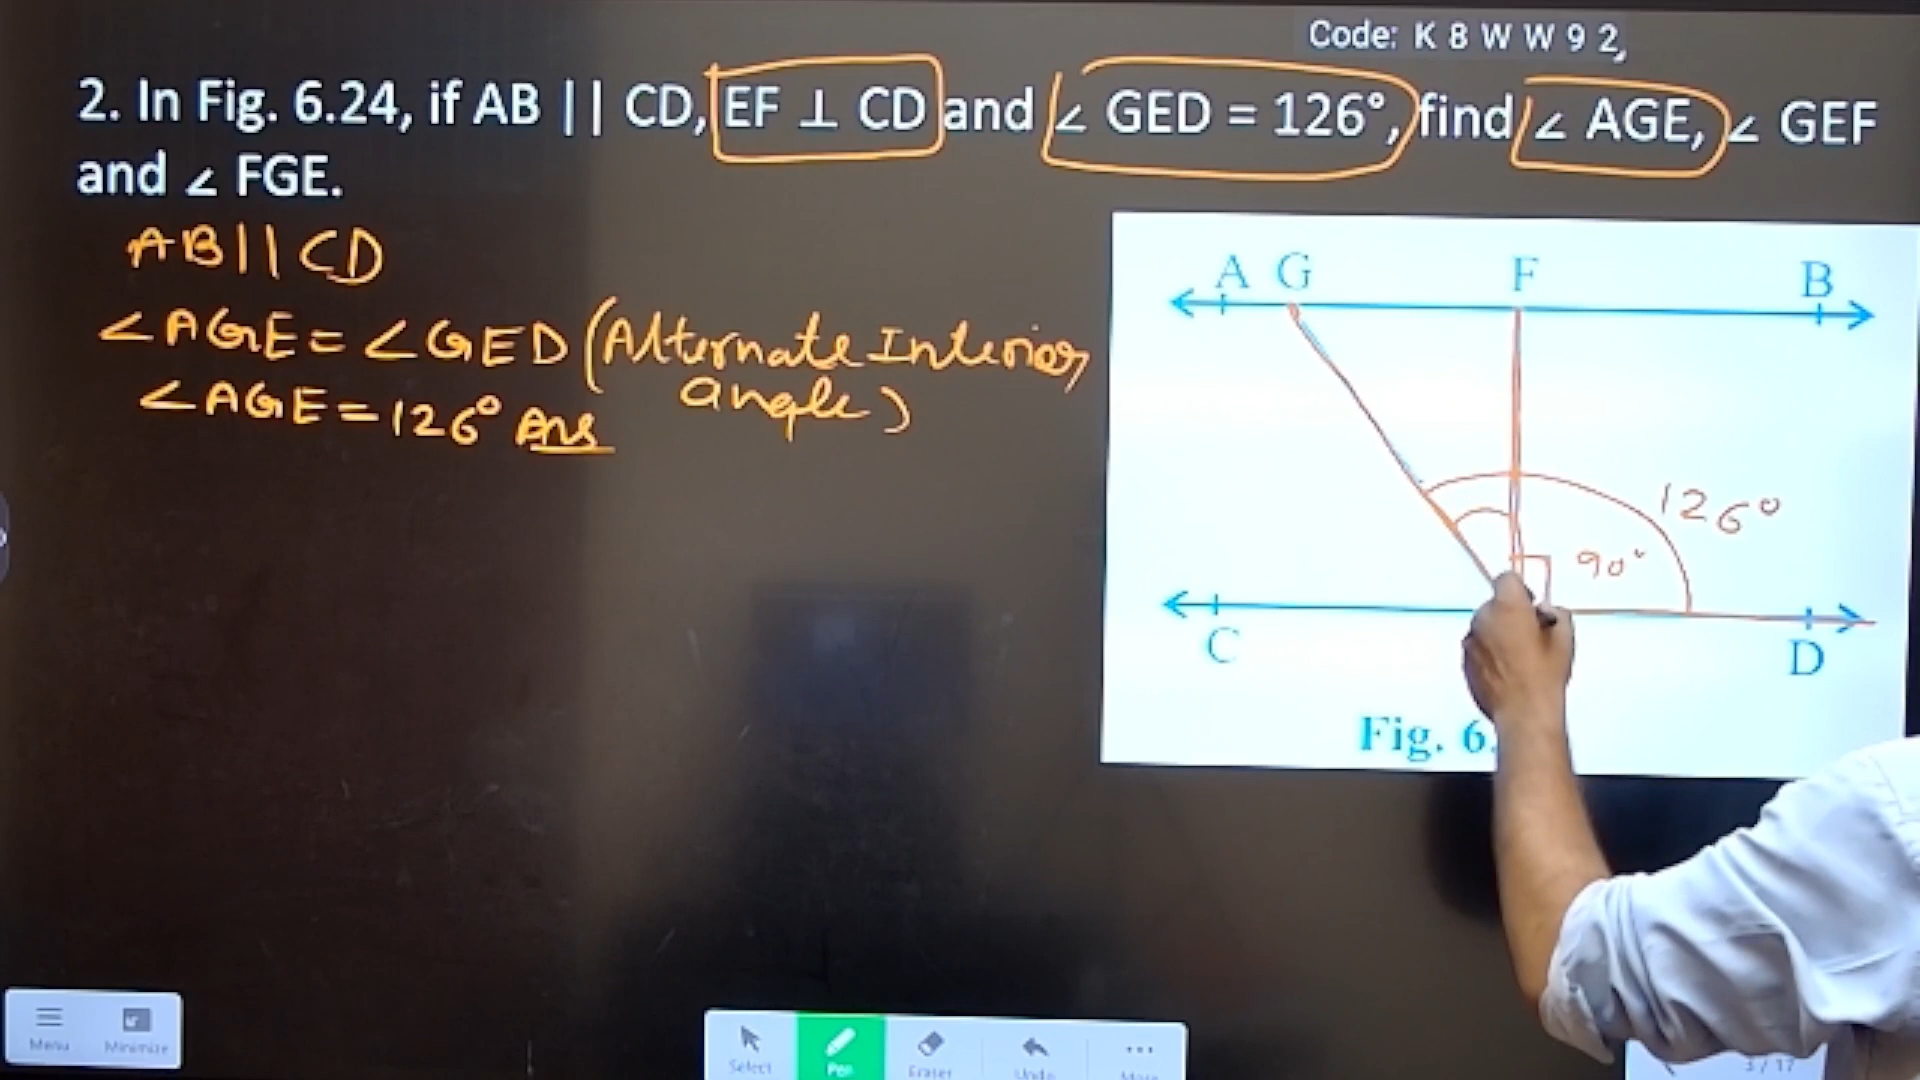 Code: K 8 W W 9 2,
2. In Fig. 6.24, if AB || CD, EF ⊥ CD and ∠ GED = 126°, find ∠ AGE, ∠ GEF
and ∠ FGE.
AB || CD
∠AGE = ∠GED (Alternate Interior
angle)
∠AGE = 126° Ans
A G F B
126°
90°
C D
Fig. 6.
Menu Minimize
Select Pen Eraser Undo More
3 / 17